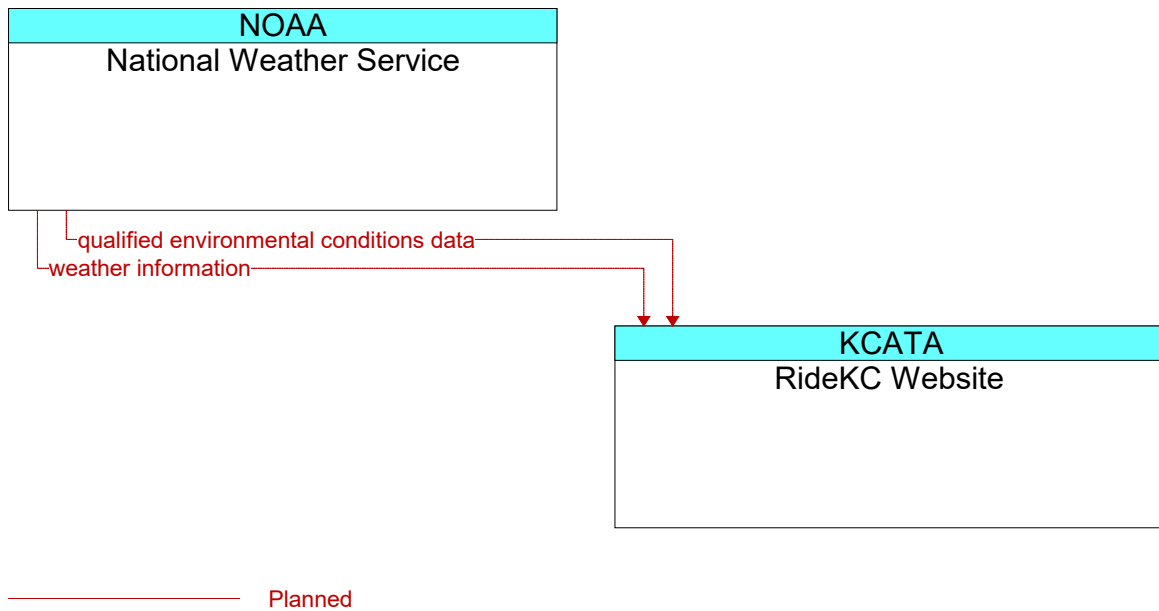 NOAA
National Weather Service
qualified environmental conditions data
weather information
KCATA
RideKC Website
Planned